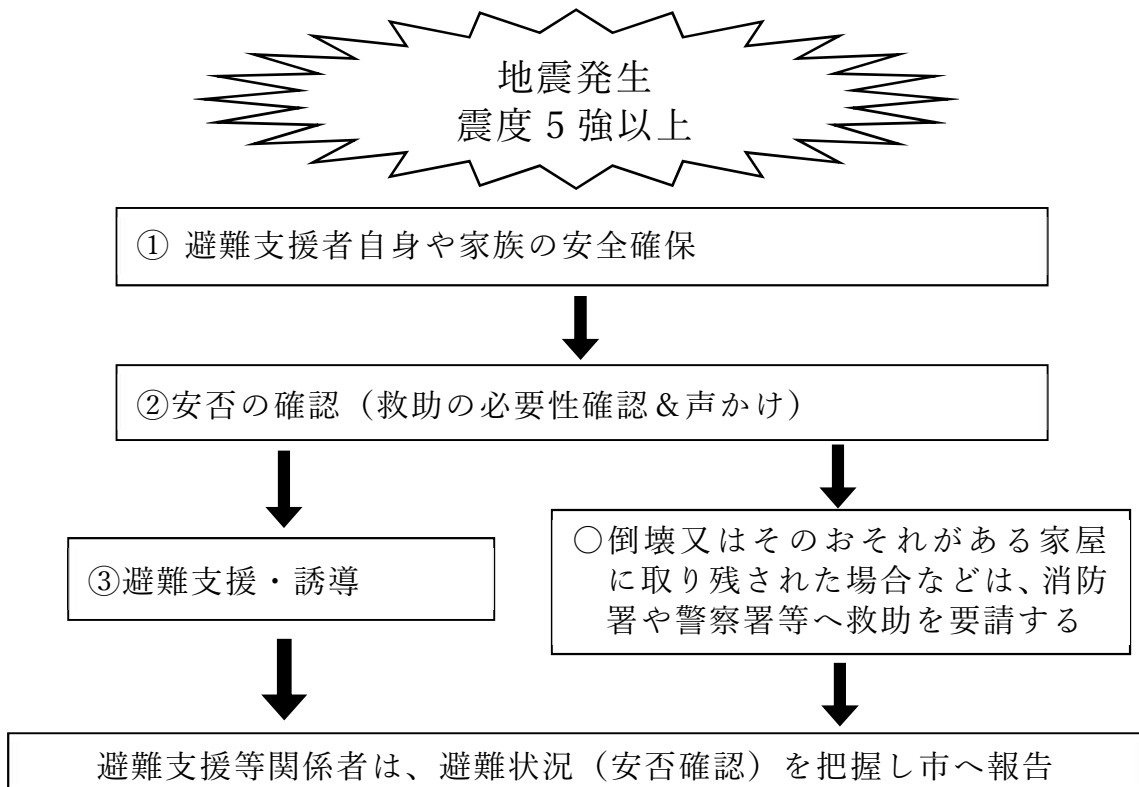 地震発生
震度5強以上
① 避難支援者自身や家族の安全確保
②安否の確認（救助の必要性確認＆声かけ）
③避難支援・誘導
○倒壊又はそのおそれがある家屋
に取り残された場合などは、消防
署や警察署等へ救助を要請する
避難支援等関係者は、避難状況（安否確認）を把握し市へ報告